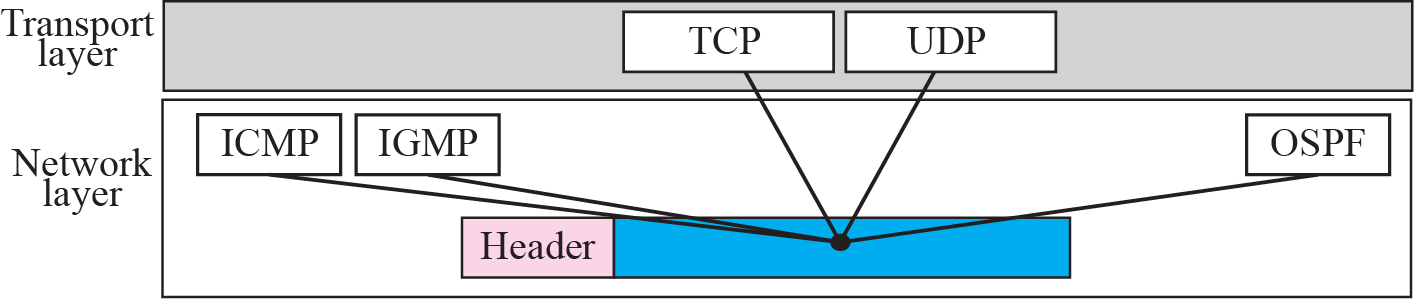 Transport
layer
TCP
UDP
Network
layer
ICMP
IGMP
OSPF
Header